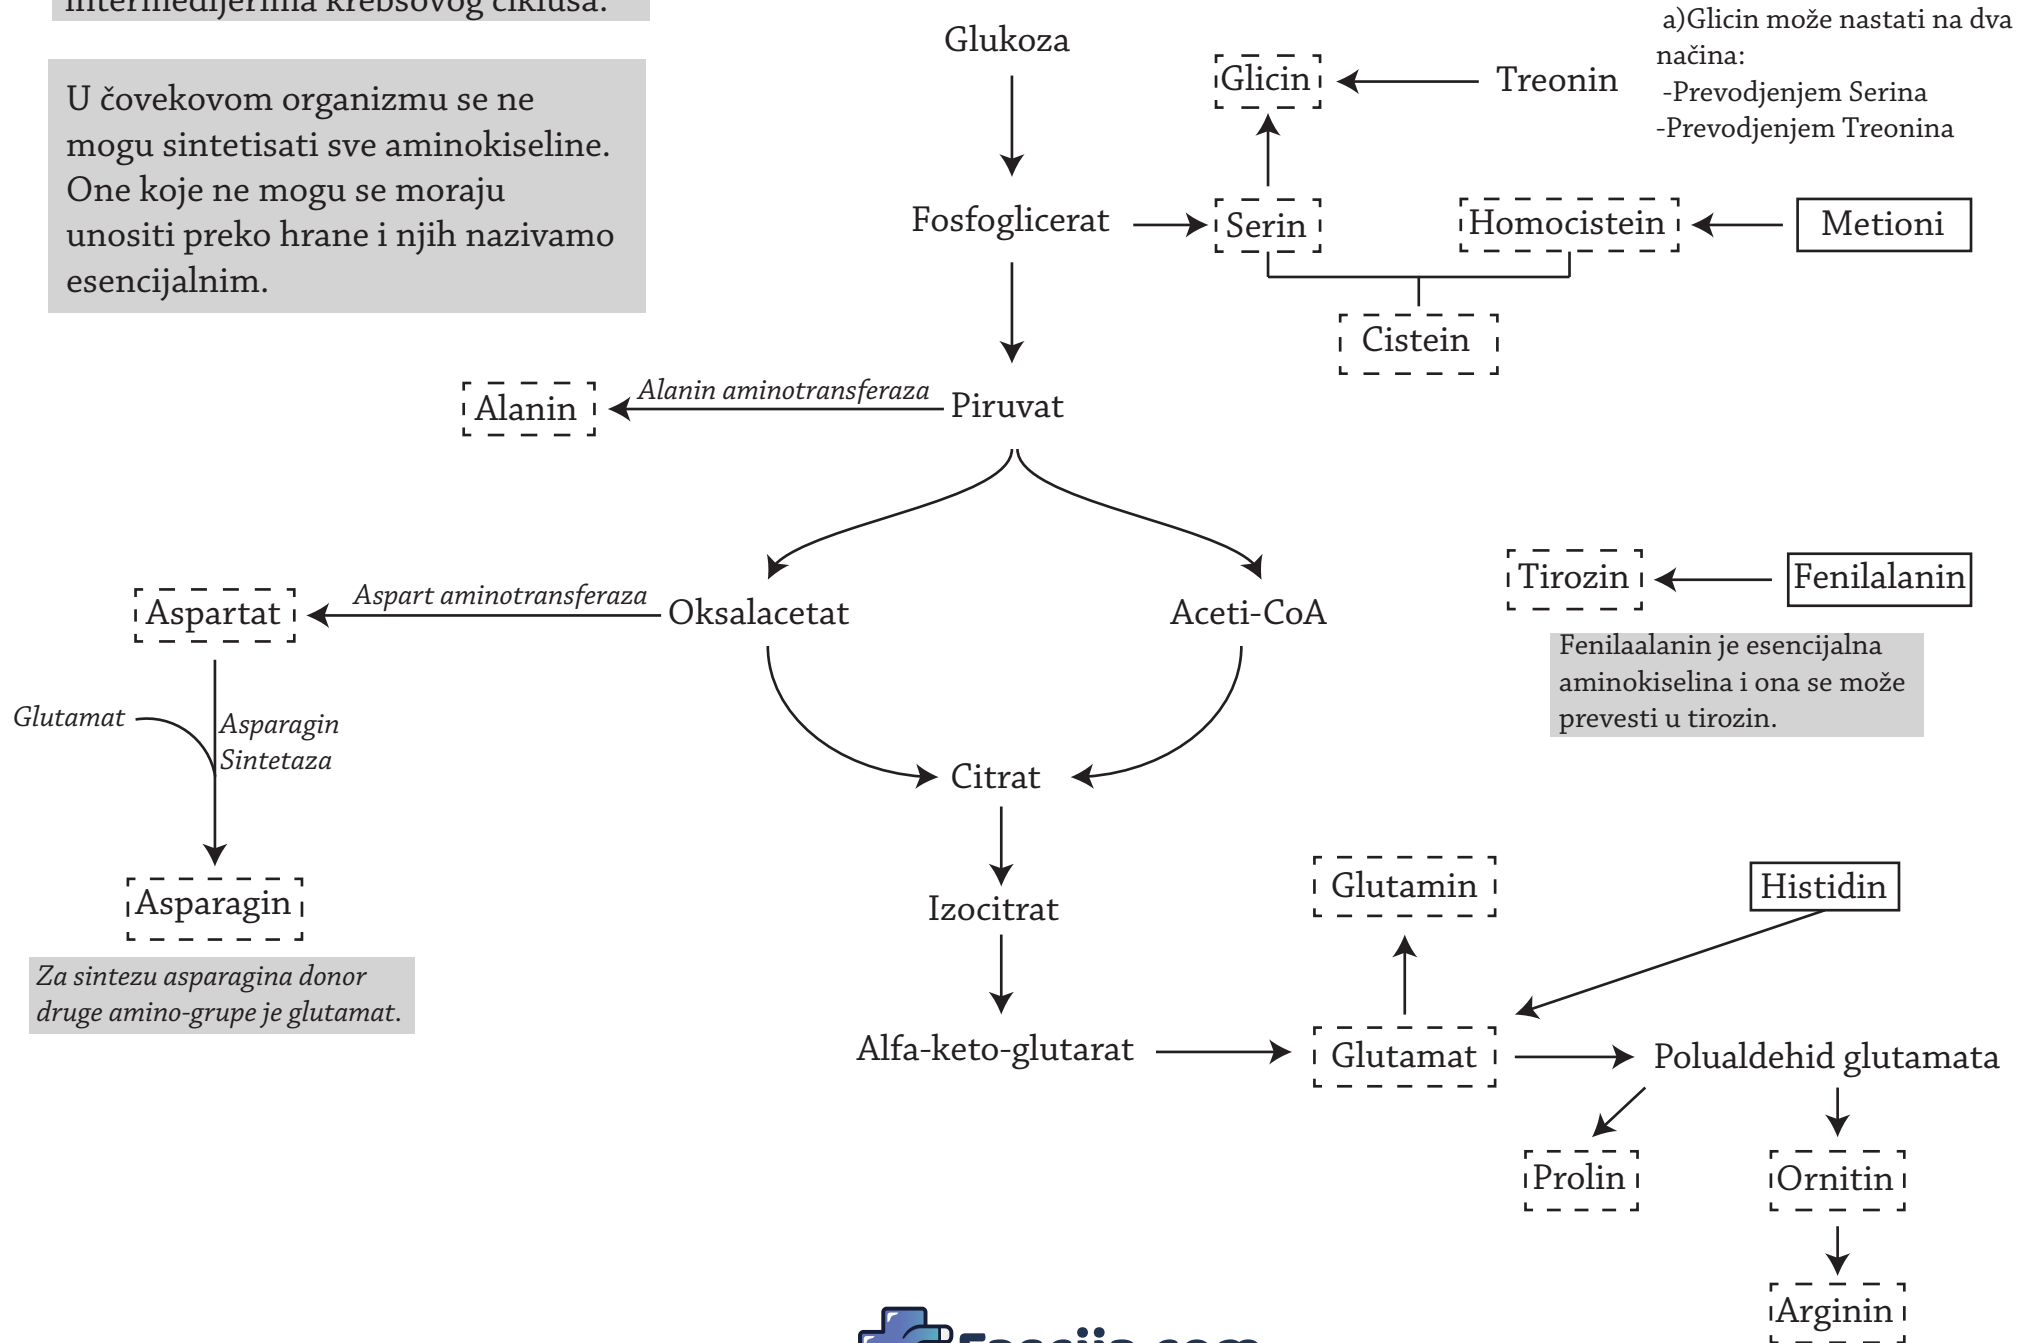 intermedijerima krebsovog ciklusa.
U čovekovom organizmu se ne
mogu sintetisati sve aminokiseline.
One koje ne mogu se moraju
unositi preko hrane i njih nazivamo
esencijalnim.
Glukoza
Glicin
Treonin
a)Glicin može nastati na dva
načina:
-Prevodjenjem Serina
-Prevodjenjem Treonina
Fosfoglicerat
Serin
Homocistein
Metioni
Cistein
Alanin
Alanin aminotransferaza
Piruvat
Aspartat
Aspart aminotransferaza
Oksalacetat
Aceti-CoA
Tirozin
Fenilalanin
Fenilaalanin je esencijalna
aminokiselina i ona se može
prevesti u tirozin.
Glutamat
Asparagin
Sintetaza
Citrat
Asparagin
Za sintezu asparagina donor
druge amino-grupe je glutamat.
Izocitrat
Glutamin
Histidin
Alfa-keto-glutarat
Glutamat
Polualdehid glutamata
Prolin
Ornitin
Arginin
Fascija.com